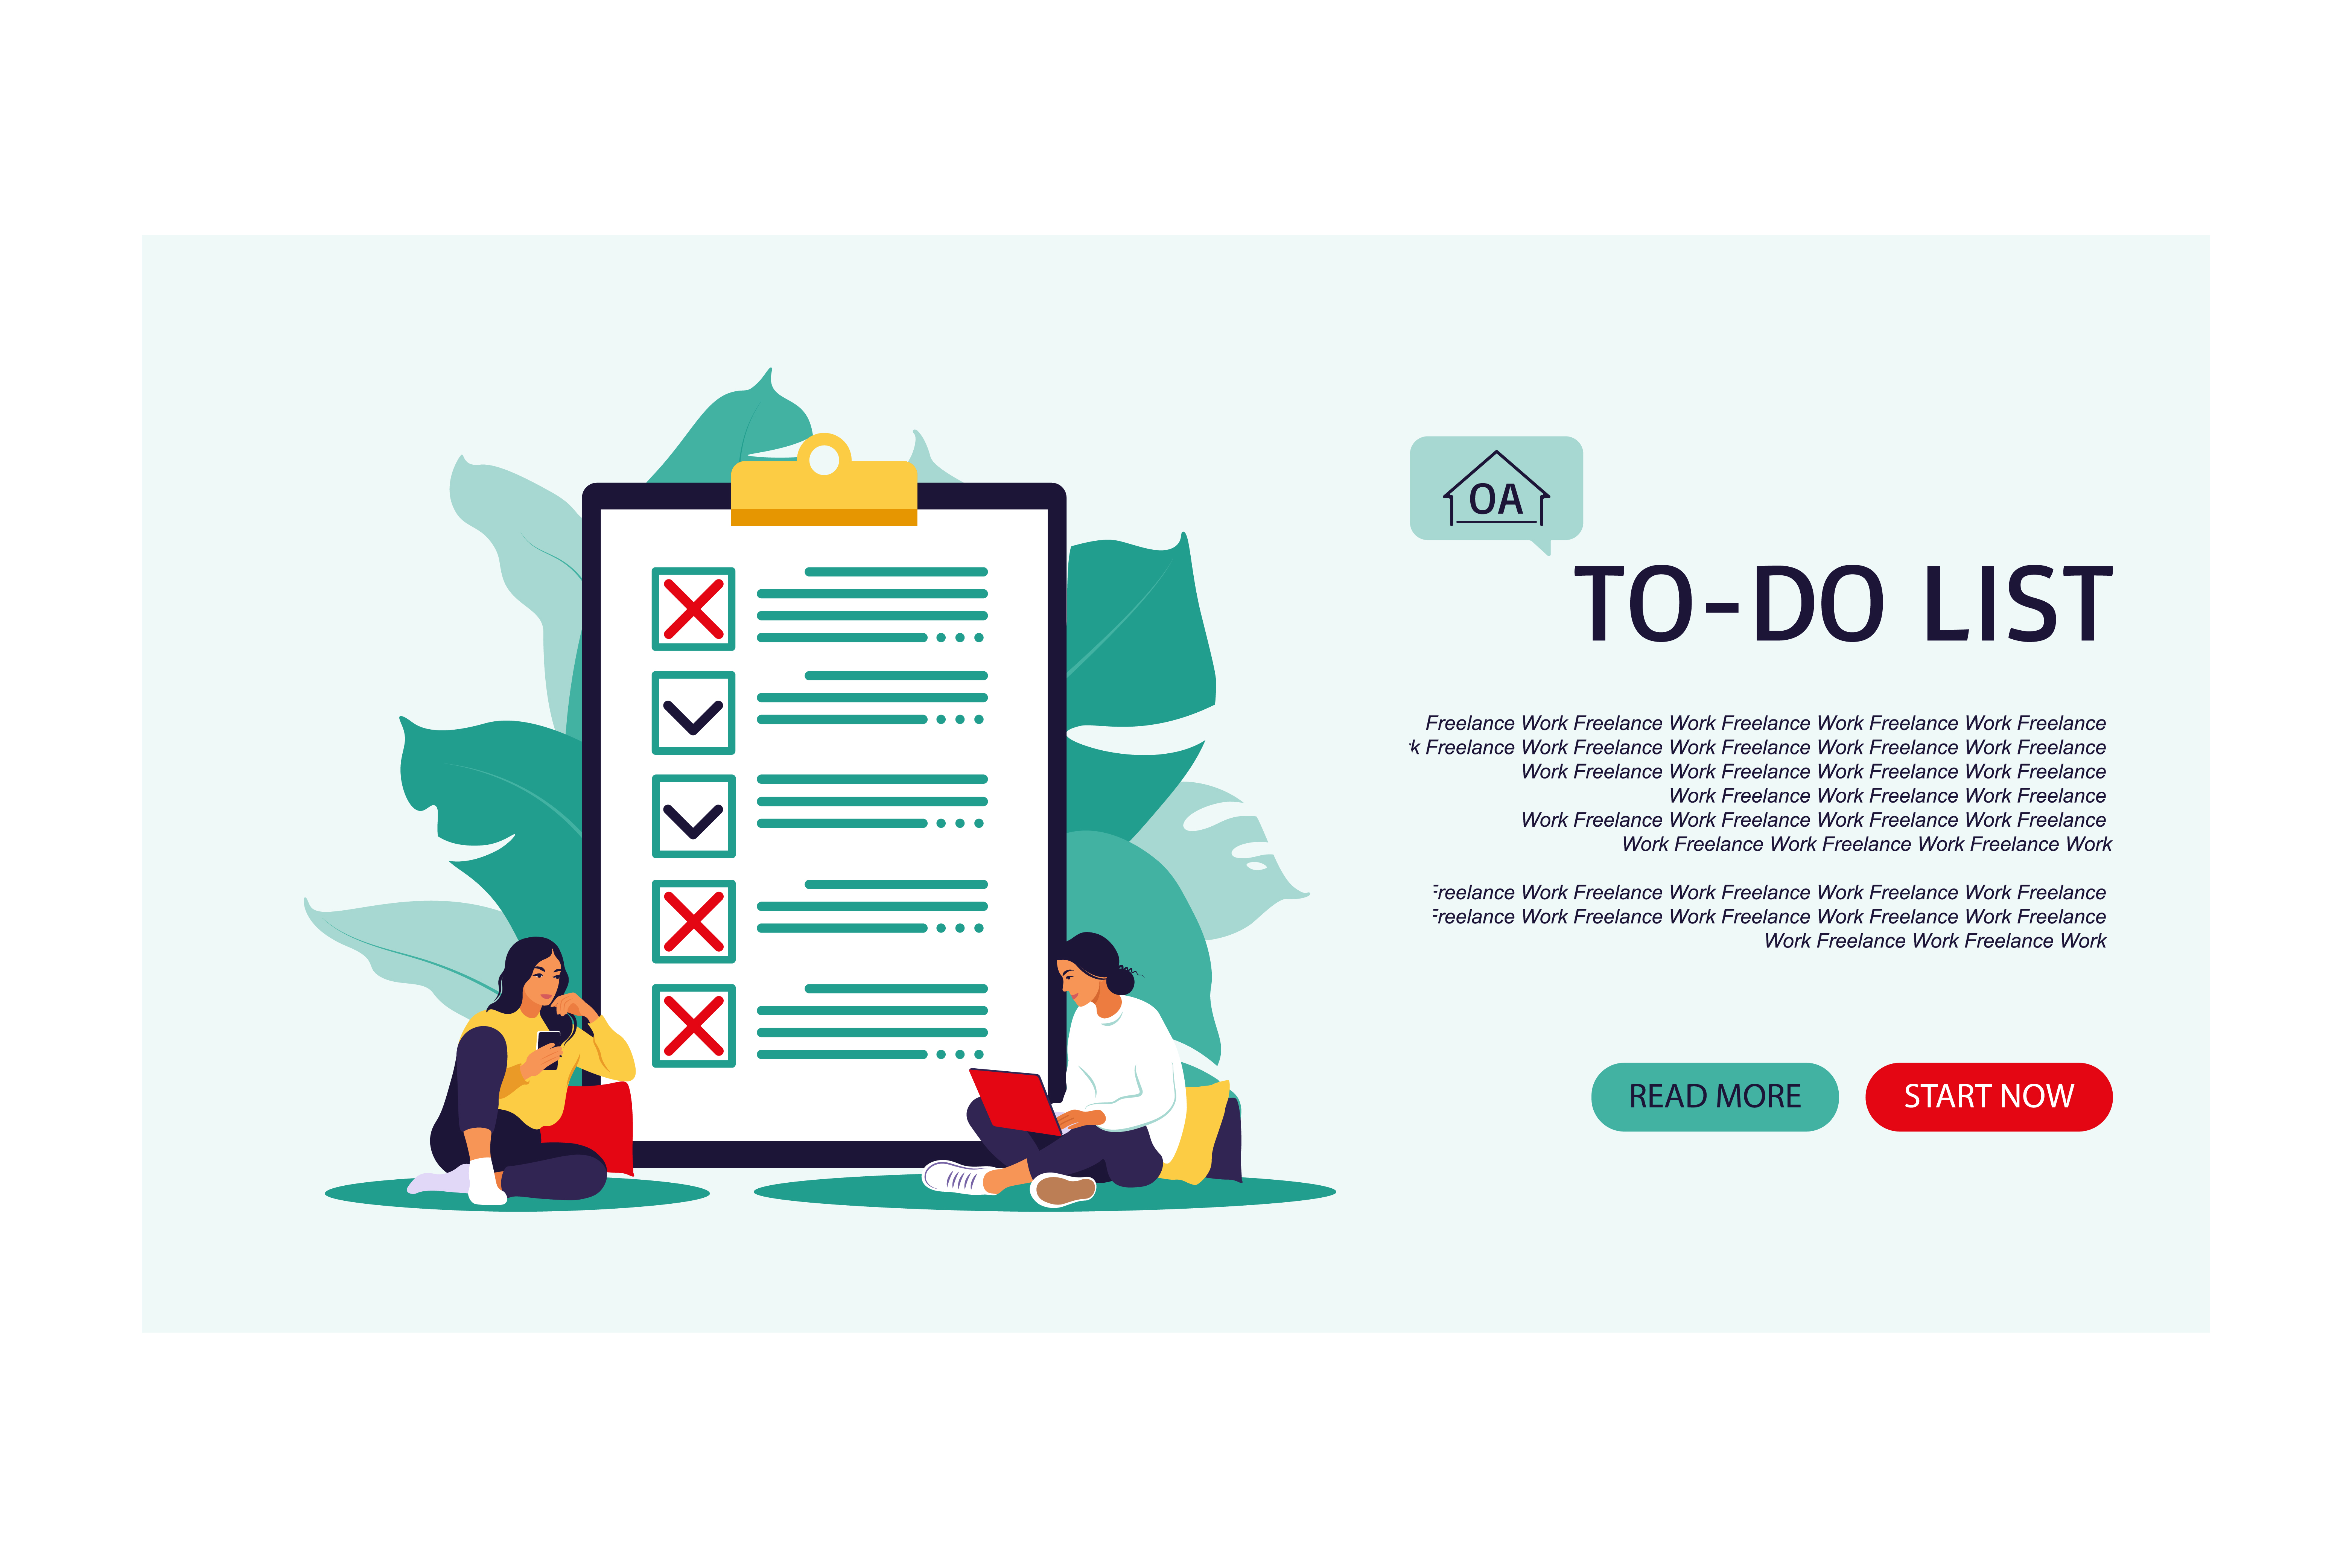 OA
TO-DO LIST
Freelance Work Freelance Work Freelance Work Freelance Work Freelance
k Freelance Work Freelance Work Freelance Work Freelance Work Freelance
Work Freelance Work Freelance Work Freelance Work Freelance
Work Freelance Work Freelance Work Freelance
Work Freelance Work Freelance Work Freelance Work Freelance
Work Freelance Work Freelance Work Freelance Work
reelance Work Freelance Work Freelance Work Freelance Work Freelance
reelance Work Freelance Work Freelance Work Freelance Work Freelance
Work Freelance Work Freelance Work
READ MORE
START NOW